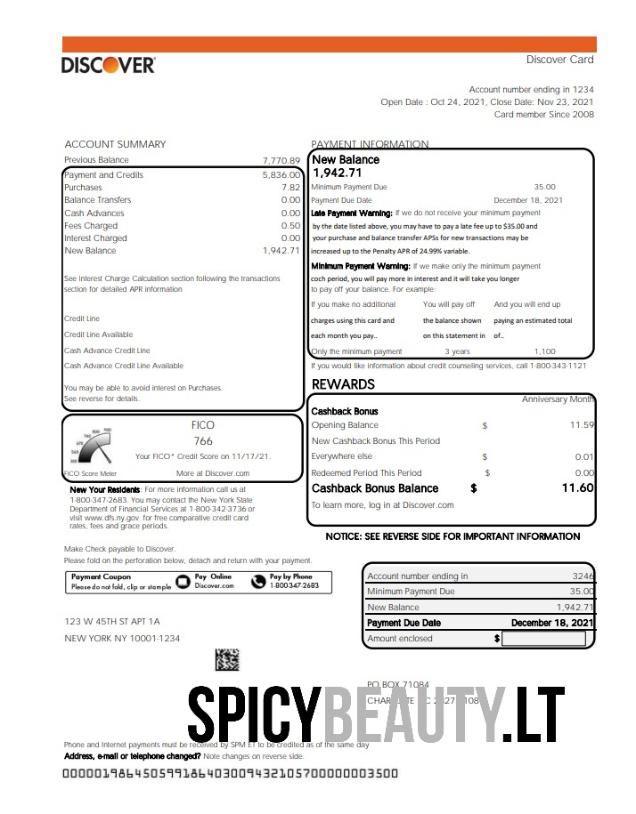 DISCOVER
Discover Card
Account number ending in 1234
Open Date : Oct 24, 2021, Close Date: Nov 23, 2021
Card member Since 2008
ACCOUNT SUMMARY
Previous Balance 7,770.89
Payment and Credits 5,836.00
Purchases 7.82
Balance Transfers 0.00
Cash Advances 0.00
Fees Charged 0.50
Interest Charged 0.00
New Balance 1,942.71
See Interest Charge Calculation section following the transactions
section for detailed APR information
Credit Line
Credit Line Available
Cash Advance Credit Line
Cash Advance Credit Line Available
You may be able to avoid interest on Purchases.
See reverse for details.
FICO
766
Your FICO® Credit Score on 11/17/21.
FICO Score Meter More at Discover.com
New Your Residents: For more information call us at
1-800-347-2683. You may contact the New York State
Department of Financial Services at 1-800-342-3736 or
visit www.dfs.ny.gov for free comparative credit card
rates, fees and grace periods.
PAYMENT INFORMATION
New Balance
1,942.71
Minimum Payment Due 35.00
Payment Due Date December 18, 2021
Late Payment Warning: If we do not receive your minimum payment
by the date listed above, you may have to pay a late fee up to $35.00 and
your purchase and balance transfer APSs for new transactions may be
increased up to the Penalty APR of 24.99% variable.
Minimum Payment Warning: If we make only the minimum payment
coch period, you will pay more in interest and it will take you longer
to pay off your balance. For example:
If you make no additional You will pay off And you will end up
charges using this card and the balance shown paying an estimated total
each month you pay.. on this statement in of..
Only the minimum payment 3 years 1,100
If you would like information about credit counseling services, call 1-800-343-1121
REWARDS
Anniversary Month
Cashback Bonus
Opening Balance $ 11.59
New Cashback Bonus This Period
Everywhere else $ 0.01
Redeemed Period This Period $ 0.00
Cashback Bonus Balance $ 11.60
To learn more, log in at Discover.com
NOTICE: SEE REVERSE SIDE FOR IMPORTANT INFORMATION
Make Check payable to Discover.
Please fold on the perforation below, detach and return with your payment.
Payment Coupon
Please do not fold, clip or stample
Pay Online
Discover.com
Pay by Phone
1-800-347-2683
Account number ending in 3246
Minimum Payment Due 35.00
New Balance 1,942.71
Payment Due Date December 18, 2021
Amount enclosed $
123 W 45TH ST APT 1A
NEW YORK NY 10001-1234
PO BOX 71084
SPICYBEAUTY.LT
Phone and Internet payments must be received by 5PM ET to be credited as of the same day
Address, e-mail or telephone changed? Note changes on reverse side.
000001986450599186403009432105700000003500